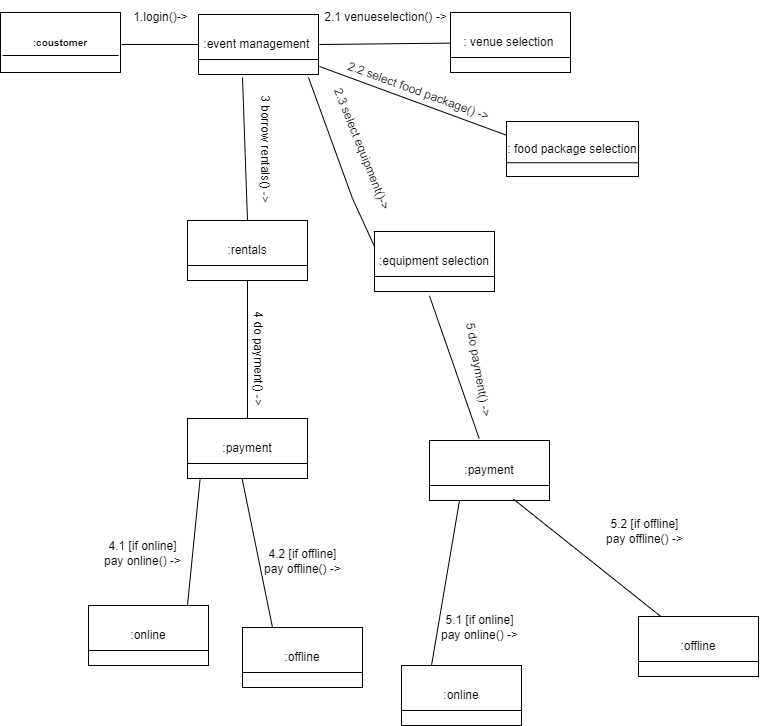 1.login()->
2.1 venueselection() ->
:coustomer
:event management
: venue selection
2.2 select food package() ->
2.3 select equipment()->
3 borrow rentals() ->
: food package selection
:rentals
:equipment selection
4 do payment() ->
5 do payment() ->
:payment
:payment
4.1 [if online]
pay online() ->
4.2 [if offline]
pay offline() ->
5.2 [if offline]
pay offline() ->
5.1 [if online]
pay online() ->
:online
:offline
:online
:offline